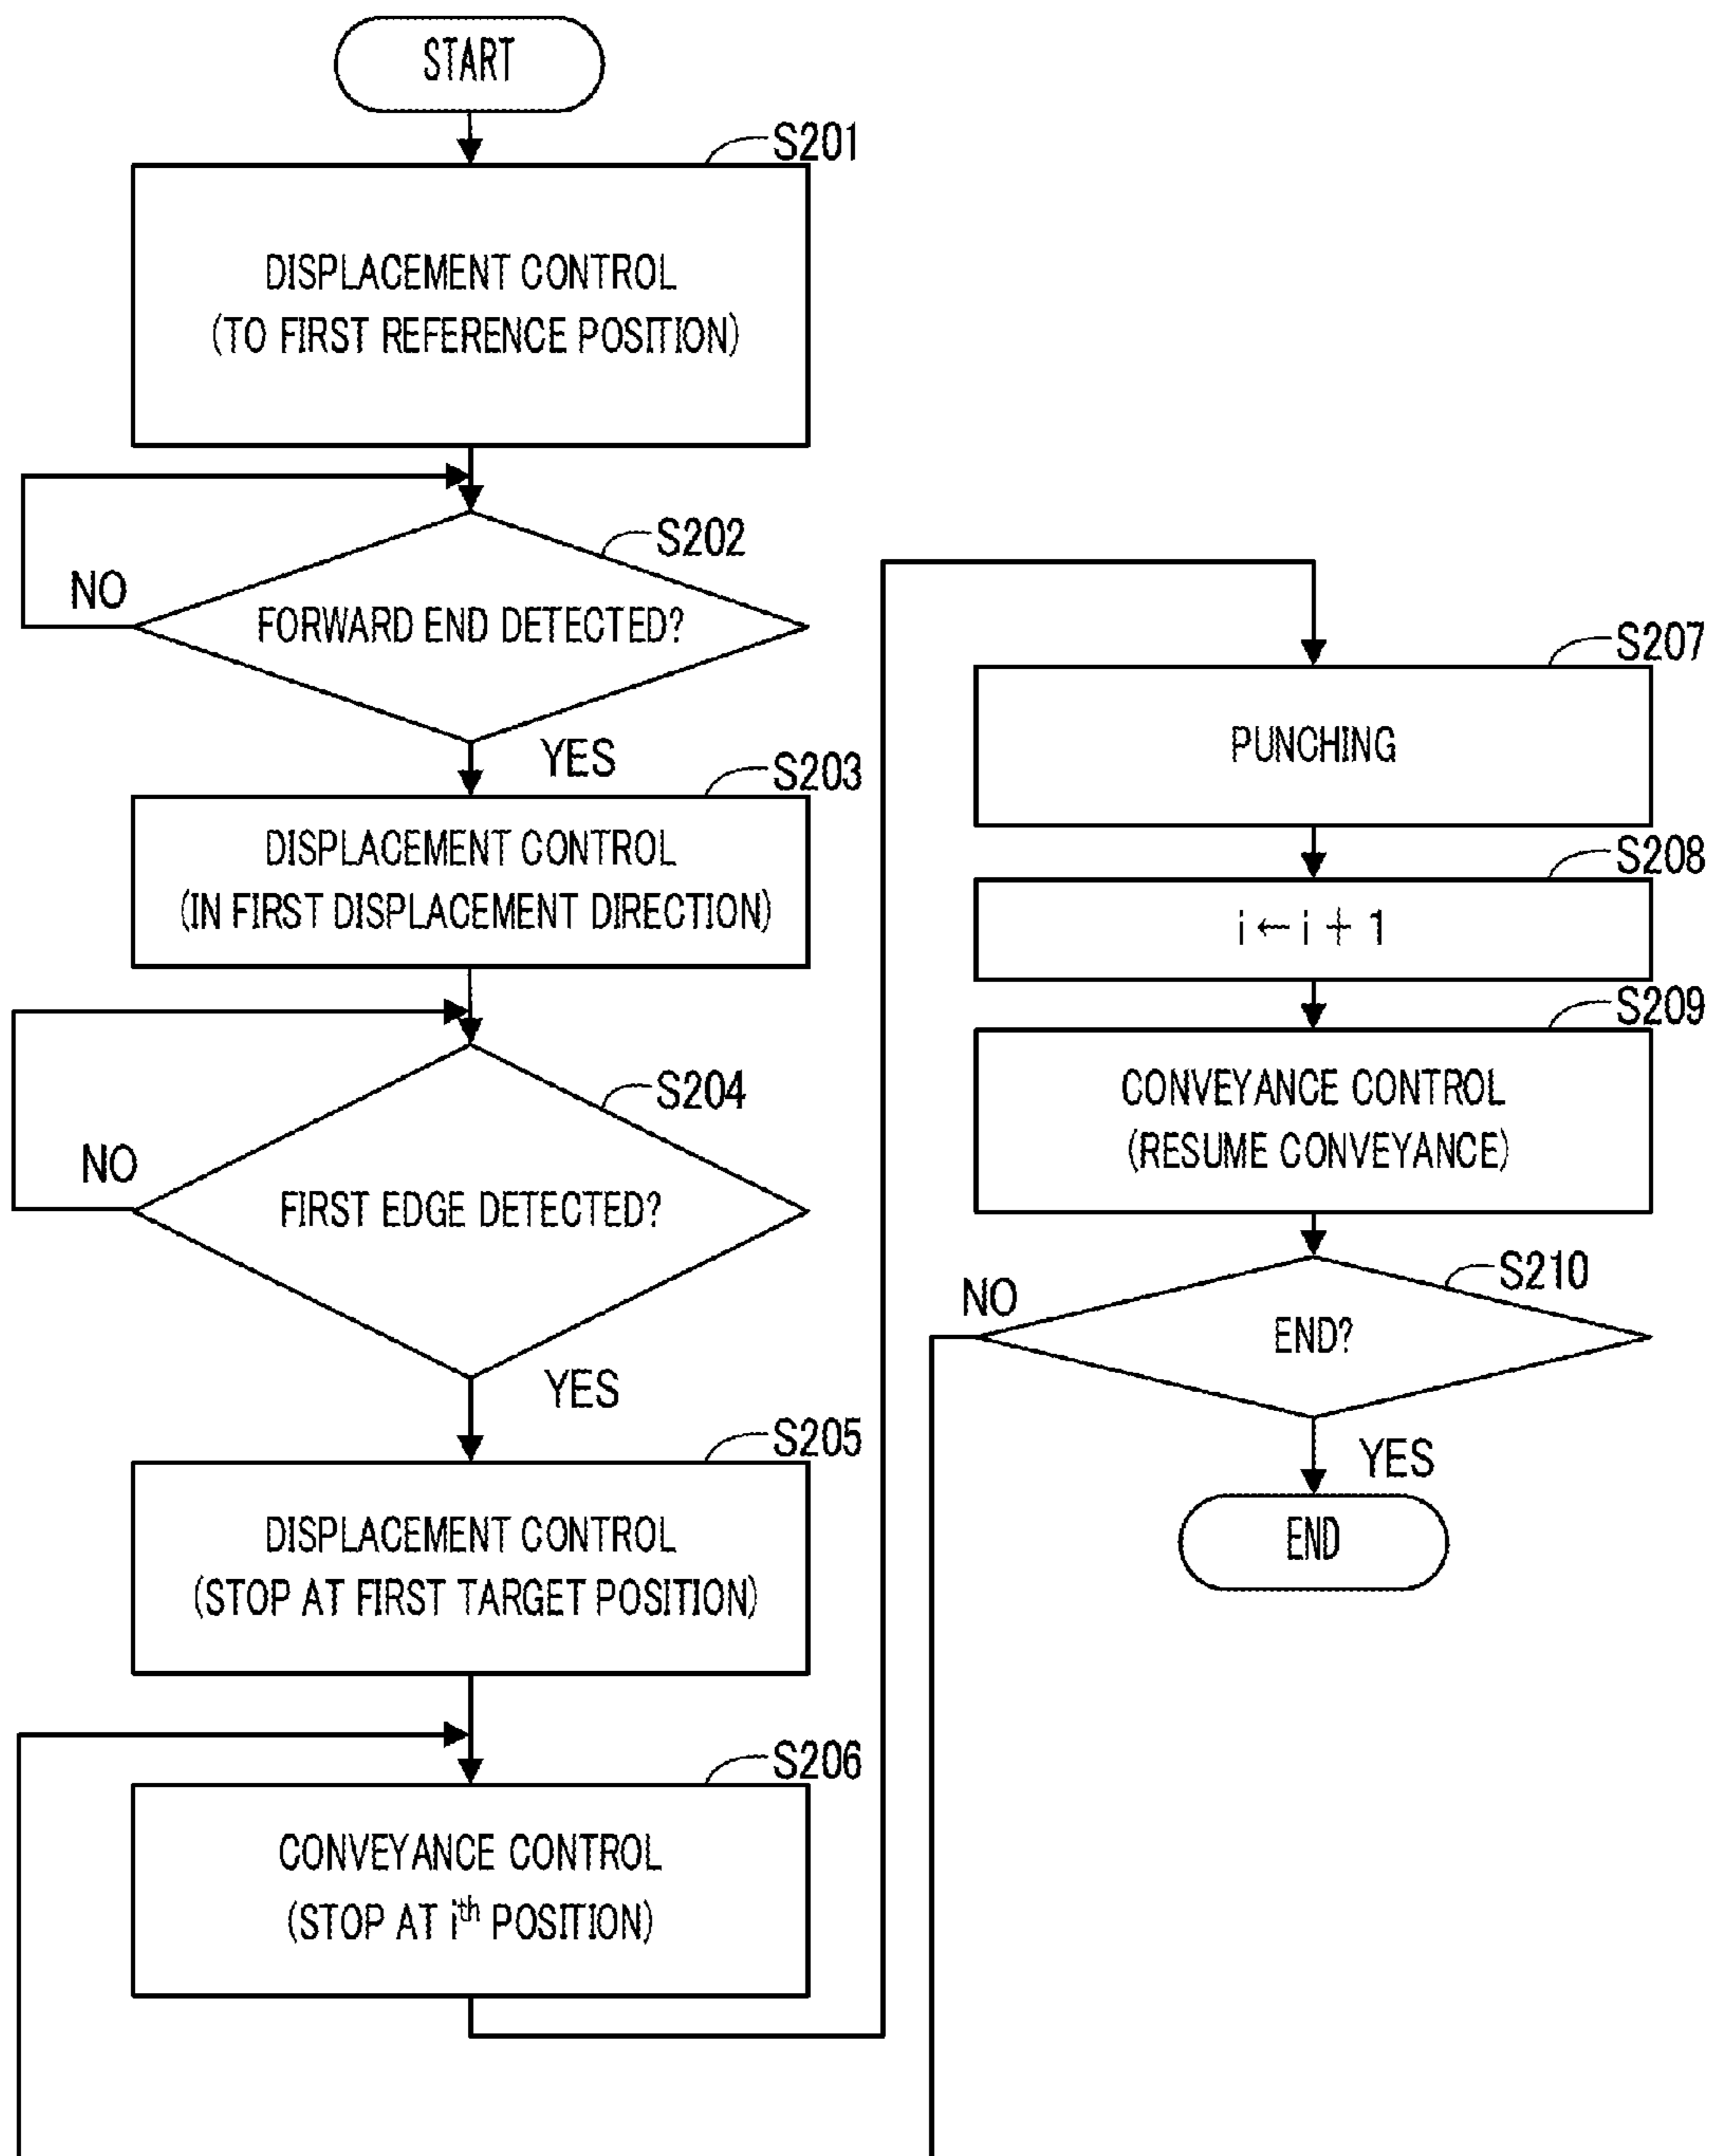 START
S201
DISPLACEMENT CONTROL
(TO FIRST REFERENCE POSITION)
S202
NO
FORWARD END DETECTED?
YES
S203
DISPLACEMENT CONTROL
(IN FIRST DISPLACEMENT DIRECTION)
S204
NO
FIRST EDGE DETECTED?
YES
S205
DISPLACEMENT CONTROL
(STOP AT FIRST TARGET POSITION)
S206
CONVEYANCE CONTROL
(STOP AT ith POSITION)
S207
PUNCHING
S208
i ← i + 1
S209
CONVEYANCE CONTROL
(RESUME CONVEYANCE)
S210
NO
END?
YES
END